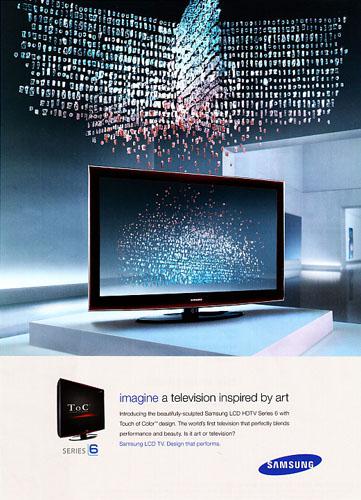 SAMSUNG
imagine a television inspired by art
Introducing the beautifully-sculpted Samsung LCD HDTV Series 6 with
Touch of Color™ design. The world's first television that perfectly blends
performance and beauty. Is it art or television?
Samsung LCD TV. Design that performs.
ToC
SERIES 6
SAMSUNG